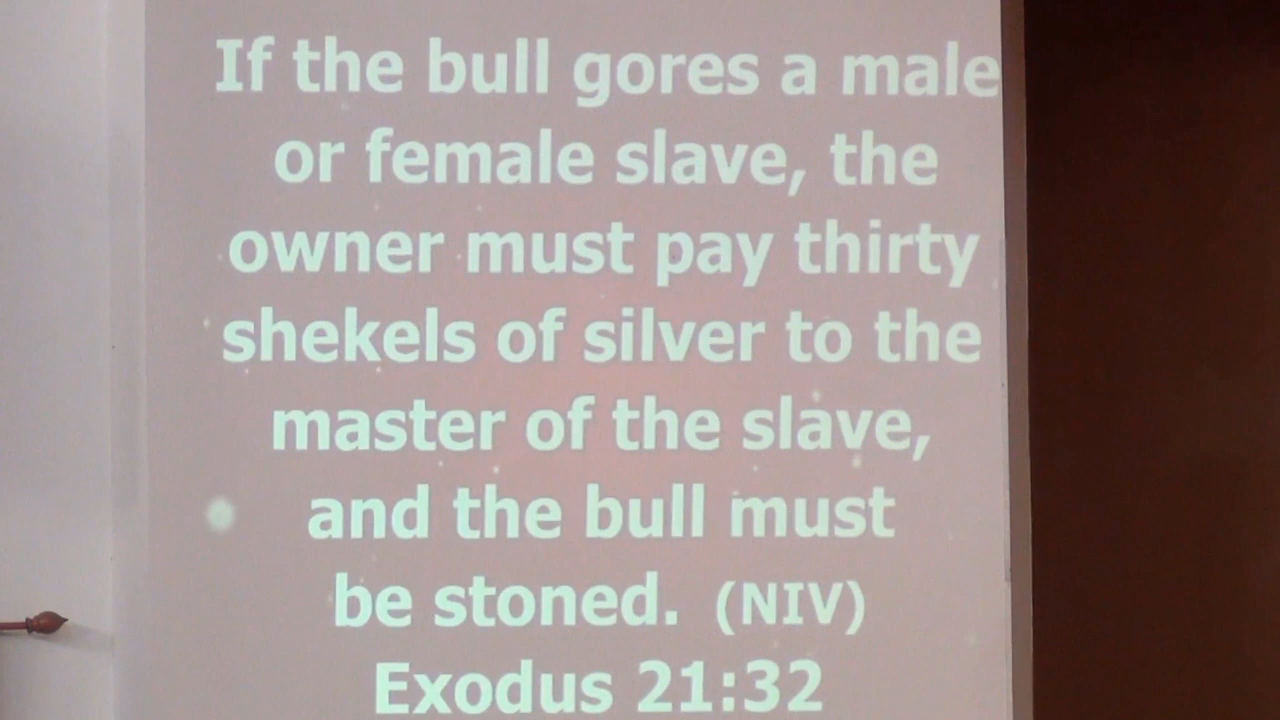 If the bull gores a male
or female slave, the
owner must pay thirty
shekels of silver to the
master of the slave,
and the bull must
be stoned. (NIV)
Exodus 21:32